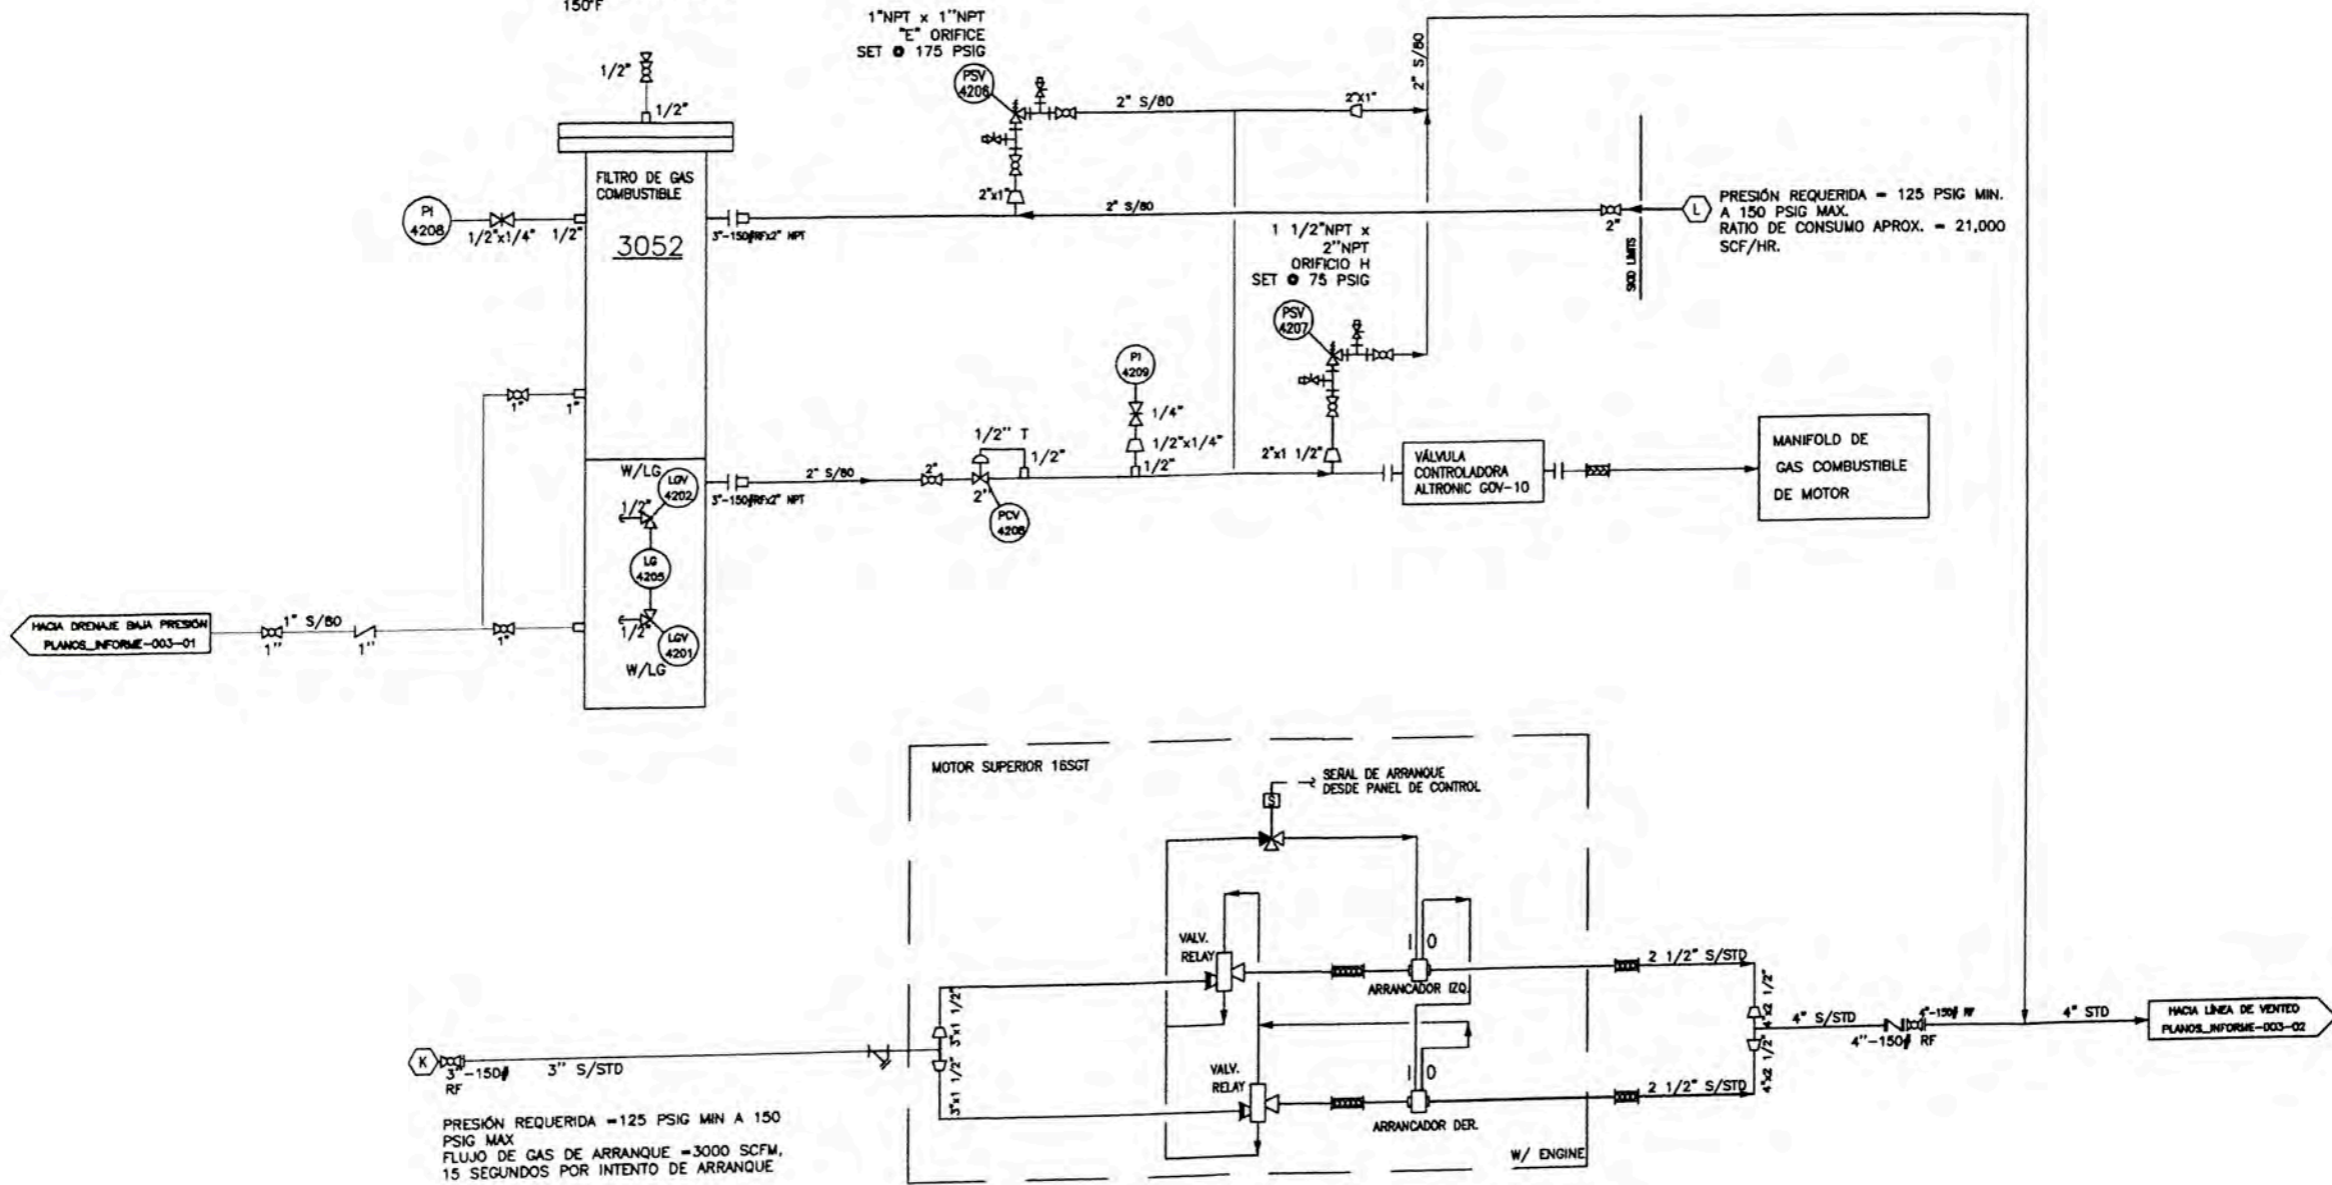 150°F
1"NPT x 1"NPT
"E" ORIFICE
SET @ 175 PSIG
PSV
4206
1/2"
1/2"
2" S/80
2"x1"
2" S/80
FILTRO DE GAS
COMBUSTIBLE
3052
PI
4208
1/2"x1/4"
1/2"
3"-150#RFx2" NPT
2"x1"
2" S/80
2"
SKID LIMITS
L
PRESIÓN REQUERIDA = 125 PSIG MIN.
A 150 PSIG MAX.
RATIO DE CONSUMO APROX. = 21,000
SCF/HR.
1 1/2"NPT x
2"NPT
ORIFICIO H
SET @ 75 PSIG
PSV
4207
PI
4209
1/4"
1/2"x1/4"
1/2"
1"
1"
1/2" T
1/2"
2"x1 1/2"
W/LG
LGV
4202
1/2"
3"-150#RFx2" NPT
2" S/80
2"
2"
PCV
4208
VÁLVULA
CONTROLADORA
ALTRONIC GOV-10
MANIFOLD DE
GAS COMBUSTIBLE
DE MOTOR
LG
4205
1/2"
LGV
4201
W/LG
HACIA DRENAJE BAJA PRESIÓN
PLANOS_INFORME-003-01
1" S/80
1"
1"
1"
MOTOR SUPERIOR 16SGT
SEÑAL DE ARRANQUE
DESDE PANEL DE CONTROL
S
VALV.
RELAY
I O
ARRANCADOR IZQ.
2 1/2" S/STD
3"x1 1/2"
3"x1 1/2"
4"x2 1/2"
4"x2 1/2"
4" S/STD
4"-150# RF
4"-150# RF
4" STD
HACIA LÍNEA DE VENTEO
PLANOS_INFORME-003-02
K
3"-150#
RF
3" S/STD
VALV.
RELAY
I O
ARRANCADOR DER.
2 1/2" S/STD
W/ ENGINE
PRESIÓN REQUERIDA =125 PSIG MIN A 150
PSIG MAX
FLUJO DE GAS DE ARRANQUE =3000 SCFM,
15 SEGUNDOS POR INTENTO DE ARRANQUE